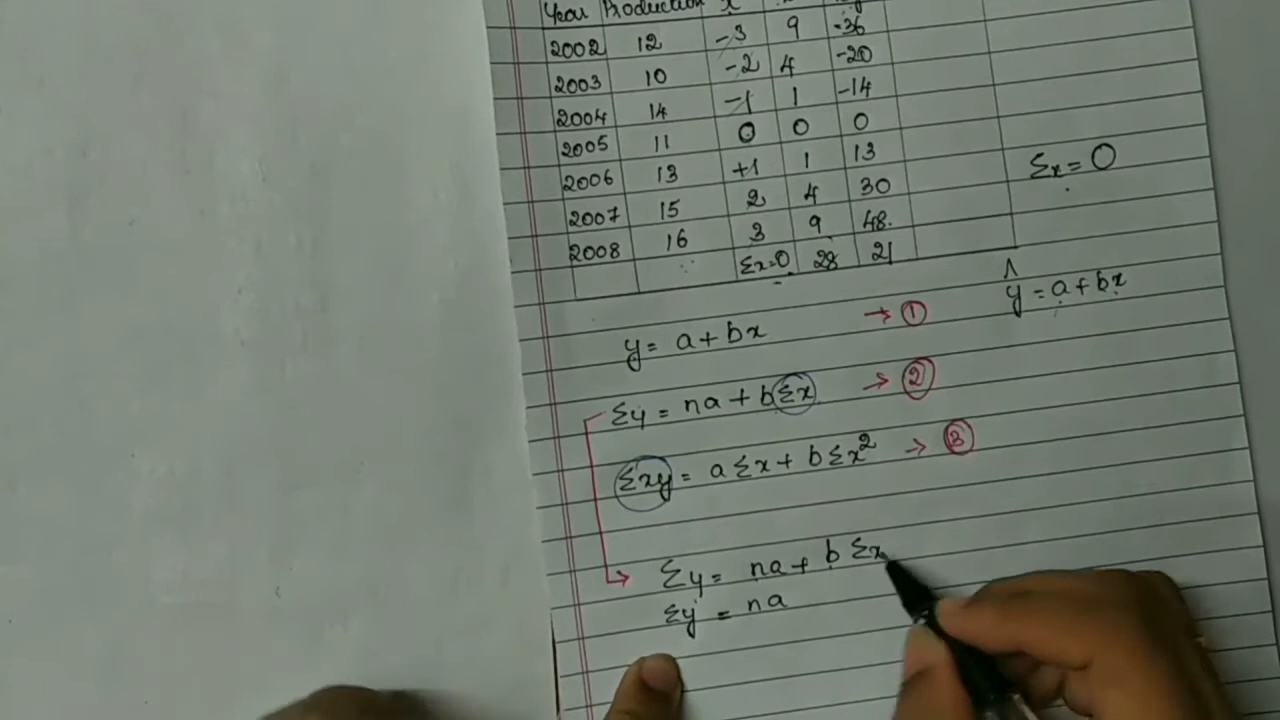 Year Production x
2002 12 -3 9 -36
2003 10 -2 4 -20
2004 14 -1 1 -14
2005 11 0 0 0
2006 13 +1 1 13
2007 15 2 4 30
2008 16 3 9 48.
Σx=0 28 21
Σx = 0
ŷ = a + bx
y = a + bx → ①
Σy = na + bΣx → ②
Σxy = aΣx + bΣx² → ③
Σy = na + bΣx
Σy = na